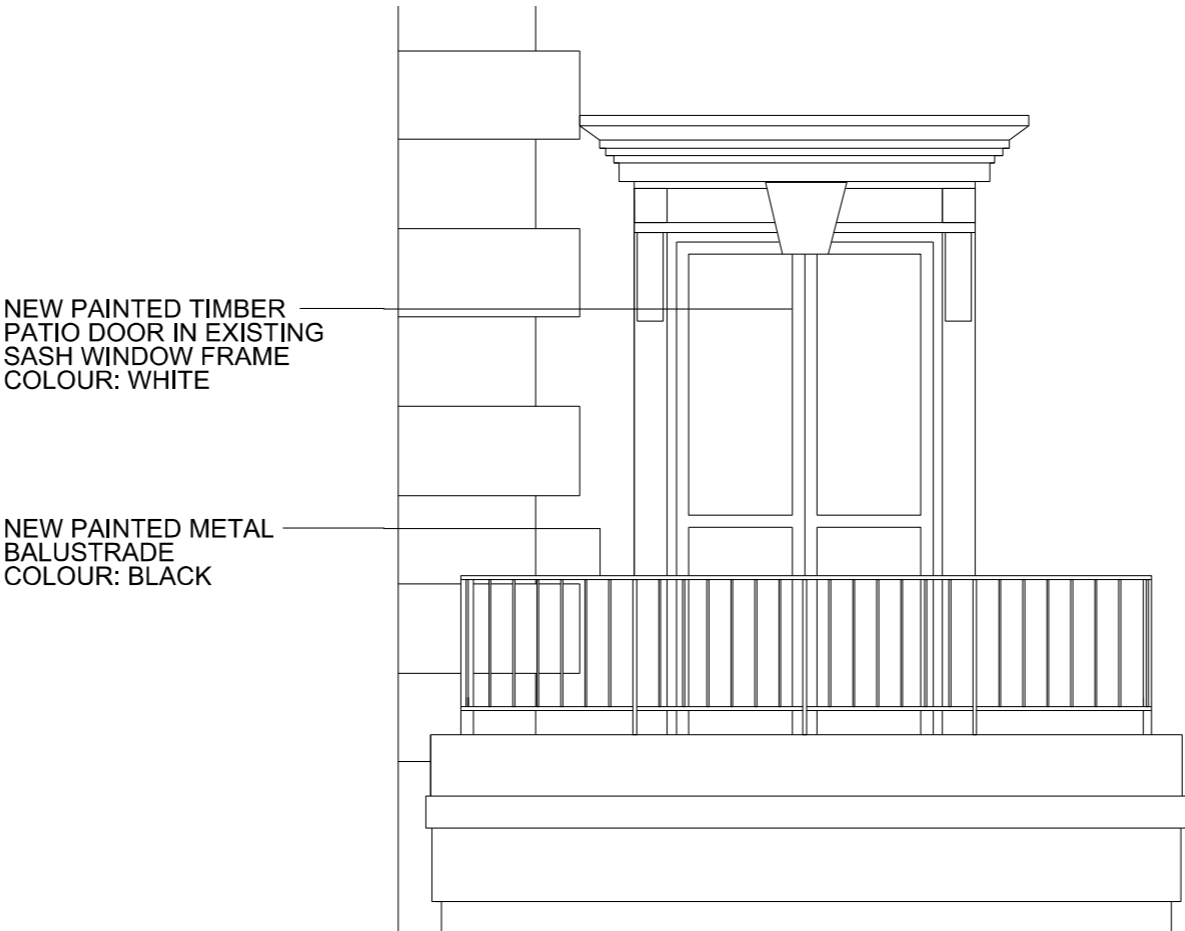 NEW PAINTED TIMBER
PATIO DOOR IN EXISTING
SASH WINDOW FRAME
COLOUR: WHITE
NEW PAINTED METAL
BALUSTRADE
COLOUR: BLACK